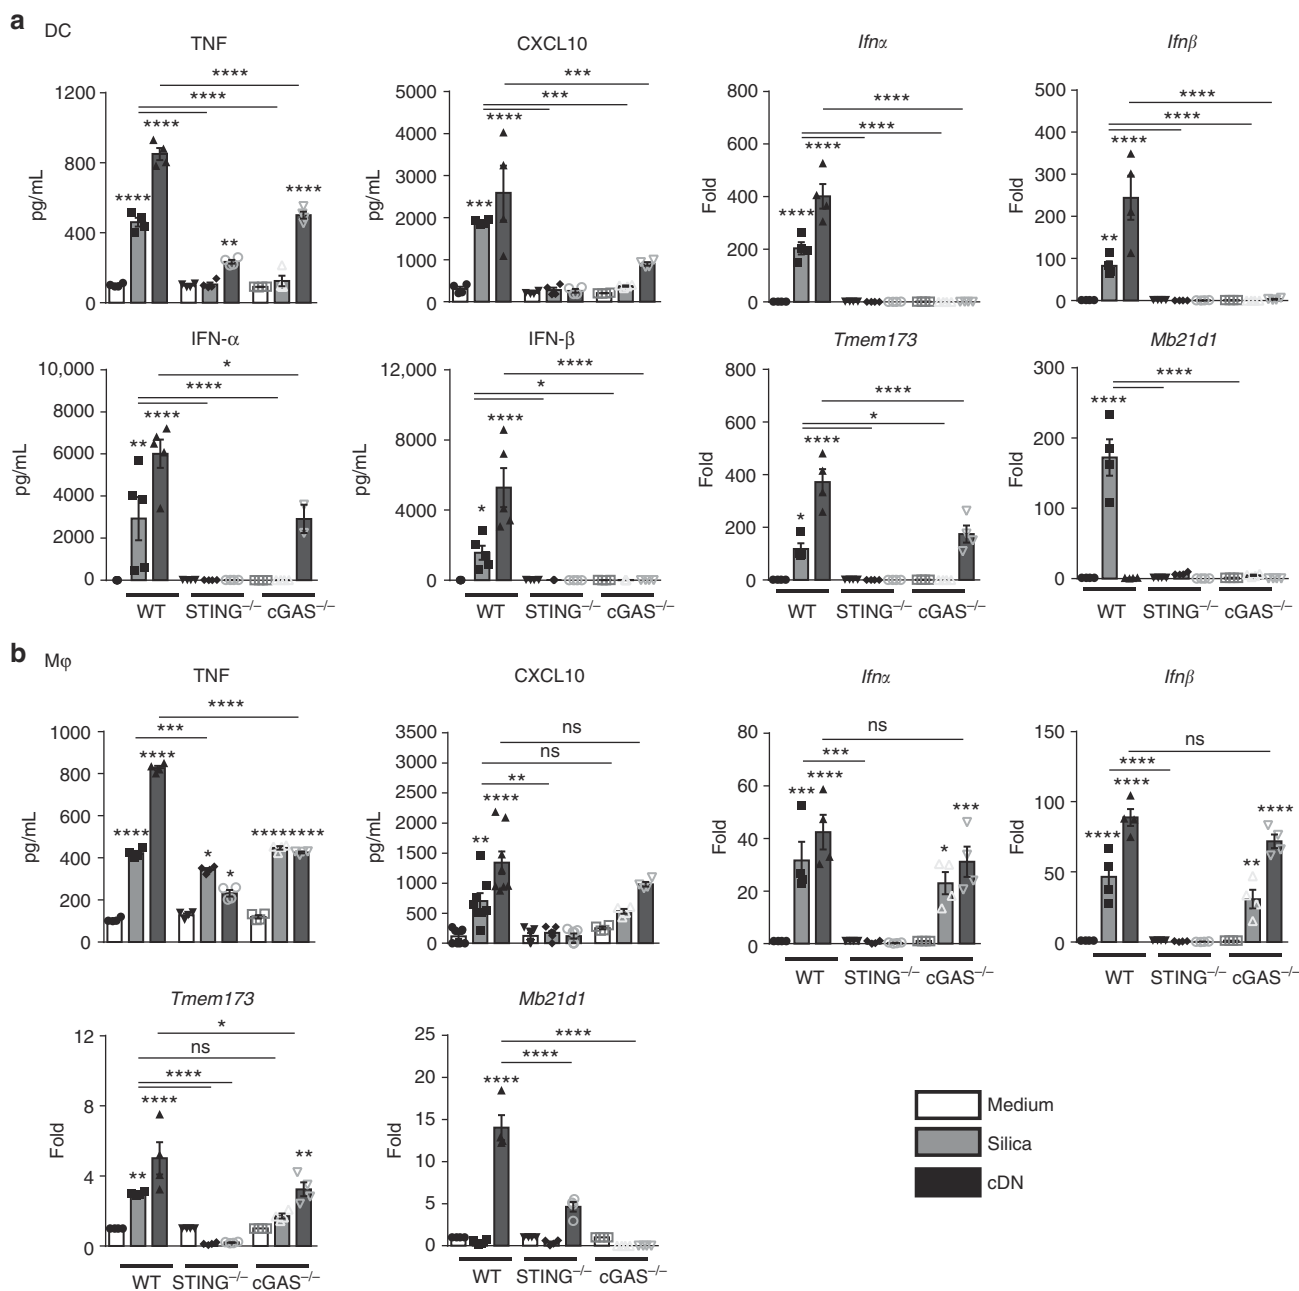 a DC
TNF CXCL10 Ifnα Ifnβ
**** *** **** ****
**** *** **** ****
1200 5000 800 500
**** **** **** ****
4000 600 400
800 3000 300
**** **** *** **** **
pg/mL pg/mL Fold Fold
** 2000 400 200
400 1000 200 100
0 0 0 0
IFN-α IFN-β Tmem173 Mb21d1
10,000 * 12,000 **** 800 300
**** * **** ****
8000 **** **** * ****
6000 ** 8000 600 **** 200
pg/mL pg/mL Fold Fold
4000 * 4000 400 * 100
2000 200
0 0 0 0
WT STING–/– cGAS–/– WT STING–/– cGAS–/– WT STING–/– cGAS–/– WT STING–/– cGAS–/–
b Mφ
TNF CXCL10 Ifnα Ifnβ
**** ns ns ns
1000 *** 3500 ns 80 *** 150 ****
**** 3000 ** **** ****
800 2500 **** *** *** **** ****
600 2000 60 100
**** * * **** **** ** * **
pg/mL pg/mL Fold Fold
400 1500 40 50
200 1000 20
500
0 0 0 0
WT STING–/– cGAS–/– WT STING–/– cGAS–/–
Tmem173 Mb21d1
* ****
12 ns 25 ****
**** 20 ****
8 ****
** ** 15
Fold Fold
4 10
5
0 0
WT STING–/– cGAS–/– WT STING–/– cGAS–/–
Medium
Silica
cDN